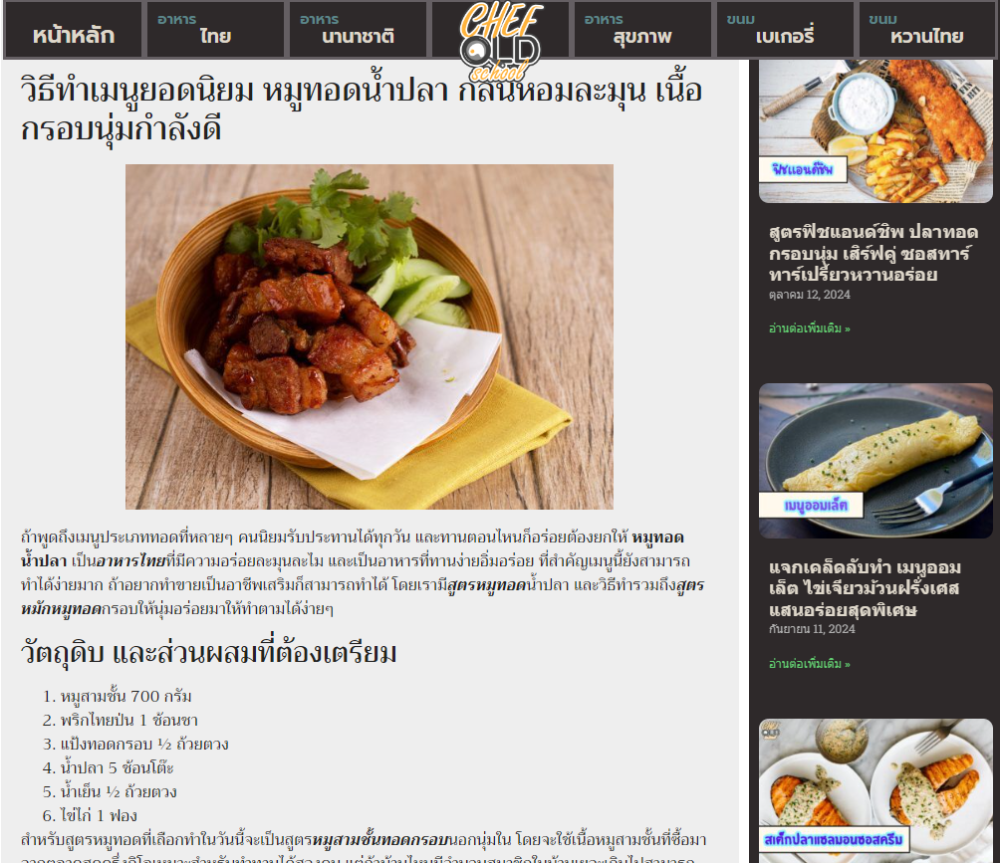 หน้าหลัก
อาหาร
ไทย
อาหาร
นานาชาติ
CHEF
OLD
school
อาหาร
สุขภาพ
ขนม
เบเกอรี่
ขนม
หวานไทย
วิธีทำเมนูยอดนิยม หมูทอดน้ำปลา กลิ่นหอมละมุน เนื้อ
กรอบนุ่มกำลังดี
ถ้าพูดถึงเมนูประเภททอดที่หลายๆ คนนิยมรับประทานได้ทุกวัน และทานตอนไหนก็อร่อยต้องยกให้ หมูทอด
น้ำปลา เป็นอาหารไทยที่มีความอร่อยละมุนละไม และเป็นอาหารที่ทานง่ายอิ่มอร่อย ที่สำคัญเมนูนี้ยังสามารถ
ทำได้ง่ายมาก ถ้าอยากทำขายเป็นอาชีพเสริมก็สามารถทำได้ โดยเรามีสูตรหมูทอดน้ำปลา และวิธีทำรวมถึงสูตร
หมักหมูทอดกรอบให้นุ่มอร่อยมาให้ทำตามได้ง่ายๆ
วัตถุดิบ และส่วนผสมที่ต้องเตรียม
1. หมูสามชั้น 700 กรัม
2. พริกไทยป่น 1 ช้อนชา
3. แป้งทอดกรอบ ½ ถ้วยตวง
4. น้ำปลา 5 ช้อนโต๊ะ
5. น้ำเย็น ½ ถ้วยตวง
6. ไข่ไก่ 1 ฟอง
สำหรับสูตรหมูทอดที่เลือกทำในวันนี้จะเป็นสูตรหมูสามชั้นทอดกรอบนอกนุ่มใน โดยจะใช้เนื้อหมูสามชั้นที่ซื้อมา
ฟิชแอนด์ชิพ
สูตรฟิชแอนด์ชิพ ปลาทอด
กรอบนุ่ม เสิร์ฟคู่ ซอสทาร์
ทาร์เปรี้ยวหวานอร่อย
ตุลาคม 12, 2024
อ่านต่อเพิ่มเติม »
เมนูออมเล็ต
แจกเคล็ดลับทำ เมนูออม
เล็ต ไข่เจียวม้วนฝรั่งเศส
แสนอร่อยสุดพิเศษ
กันยายน 11, 2024
อ่านต่อเพิ่มเติม »
สเต็กปลาแซลมอนซอสครีม